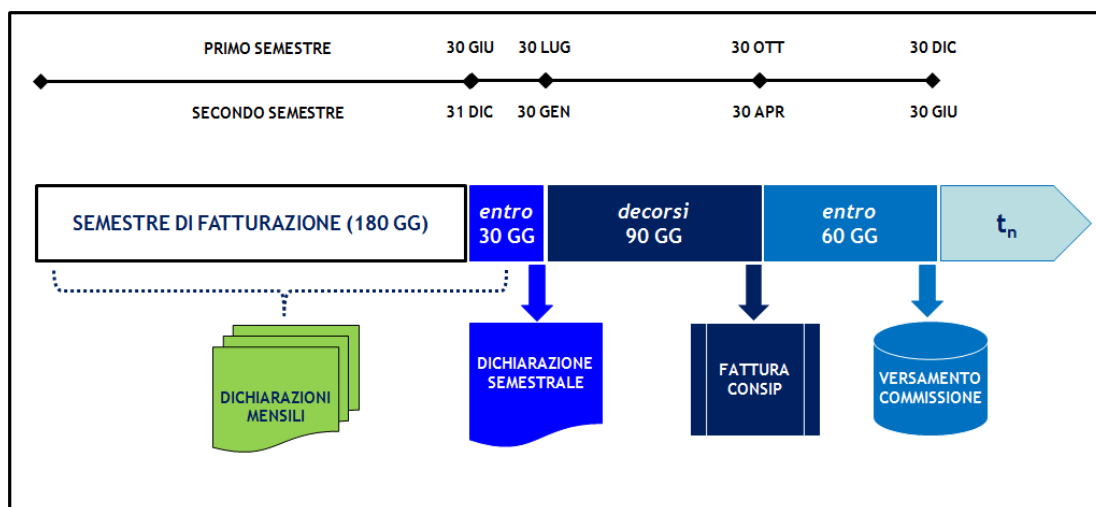 PRIMO SEMESTRE 30 GIU 30 LUG 30 OTT 30 DIC
SECONDO SEMESTRE 31 DIC 30 GEN 30 APR 30 GIU
SEMESTRE DI FATTURAZIONE (180 GG)
entro
30 GG
decorsi
90 GG
entro
60 GG
tn
DICHIARAZIONI
MENSILI
DICHIARAZIONE
SEMESTRALE
FATTURA
CONSIP
VERSAMENTO
COMMISSIONE